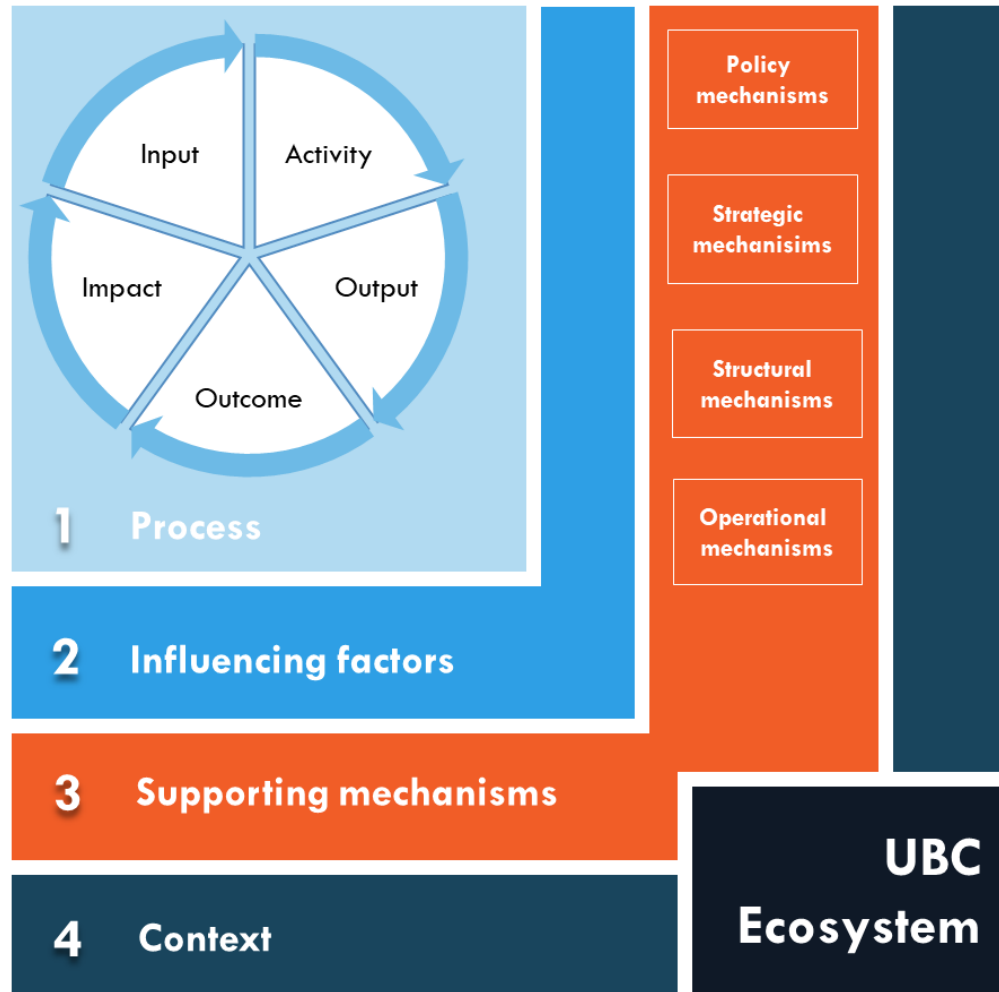 Input
Activity
Impact
Output
Outcome
1 Process
2 Influencing factors
3 Supporting mechanisms
4 Context
Policy
mechanisms
Strategic
mechanisims
Structural
mechanisms
Operational
mechanisms
UBC
Ecosystem